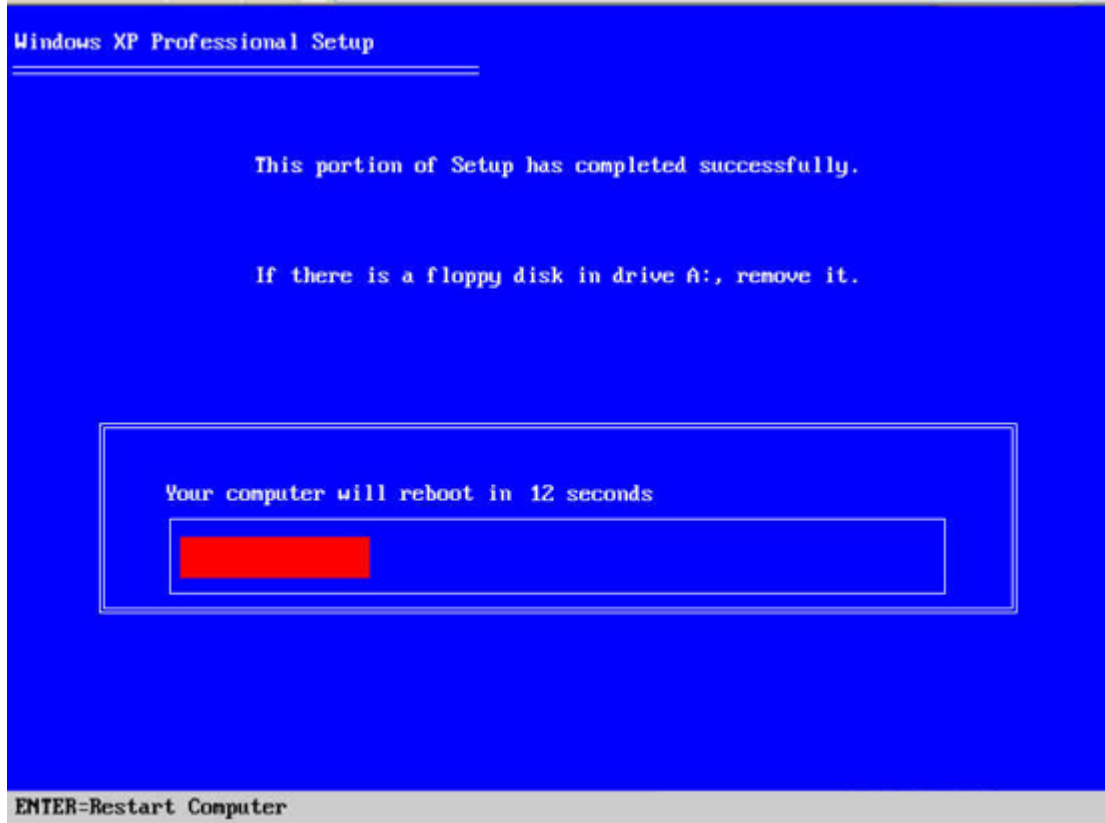 Windows XP Professional Setup
This portion of Setup has completed successfully.
If there is a floppy disk in drive A:, remove it.
Your computer will reboot in 12 seconds
ENTER=Restart Computer